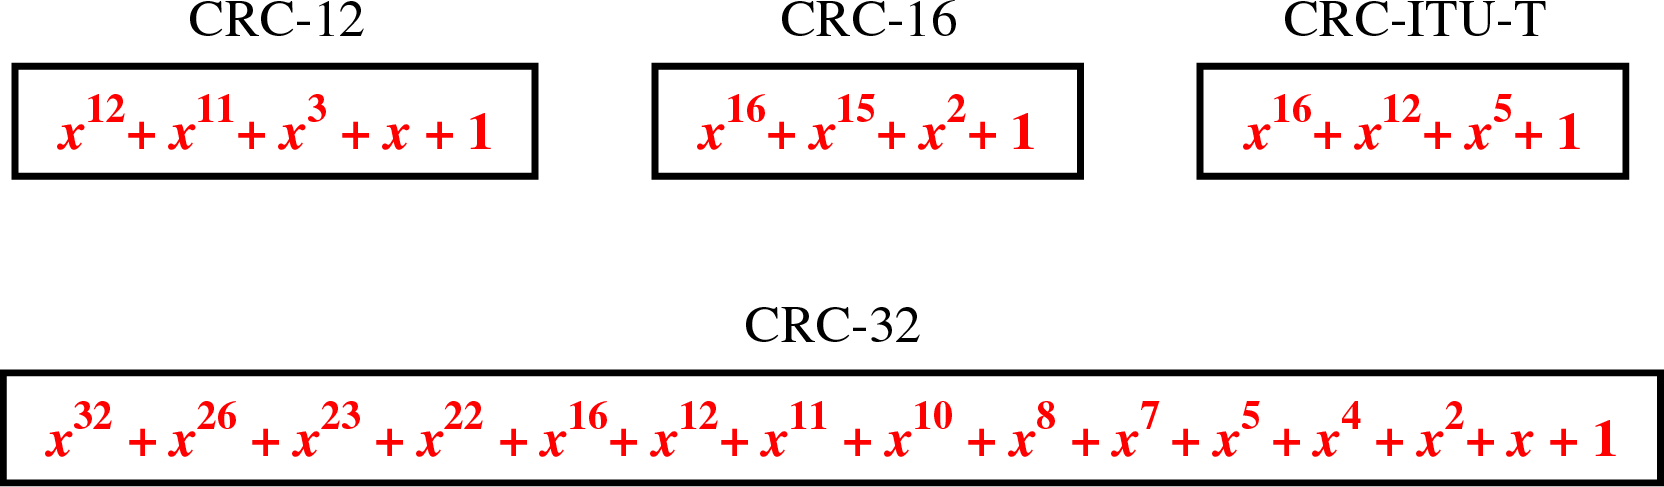 CRC-12 CRC-16 CRC-ITU-T
x¹²+ x¹¹+ x³ + x + 1 x¹⁶+ x¹⁵+ x²+ 1 x¹⁶+ x¹²+ x⁵+ 1
CRC-32
x³² + x²⁶ + x²³ + x²² + x¹⁶+ x¹²+ x¹¹ + x¹⁰ + x⁸ + x⁷ + x⁵ + x⁴ + x²+ x + 1